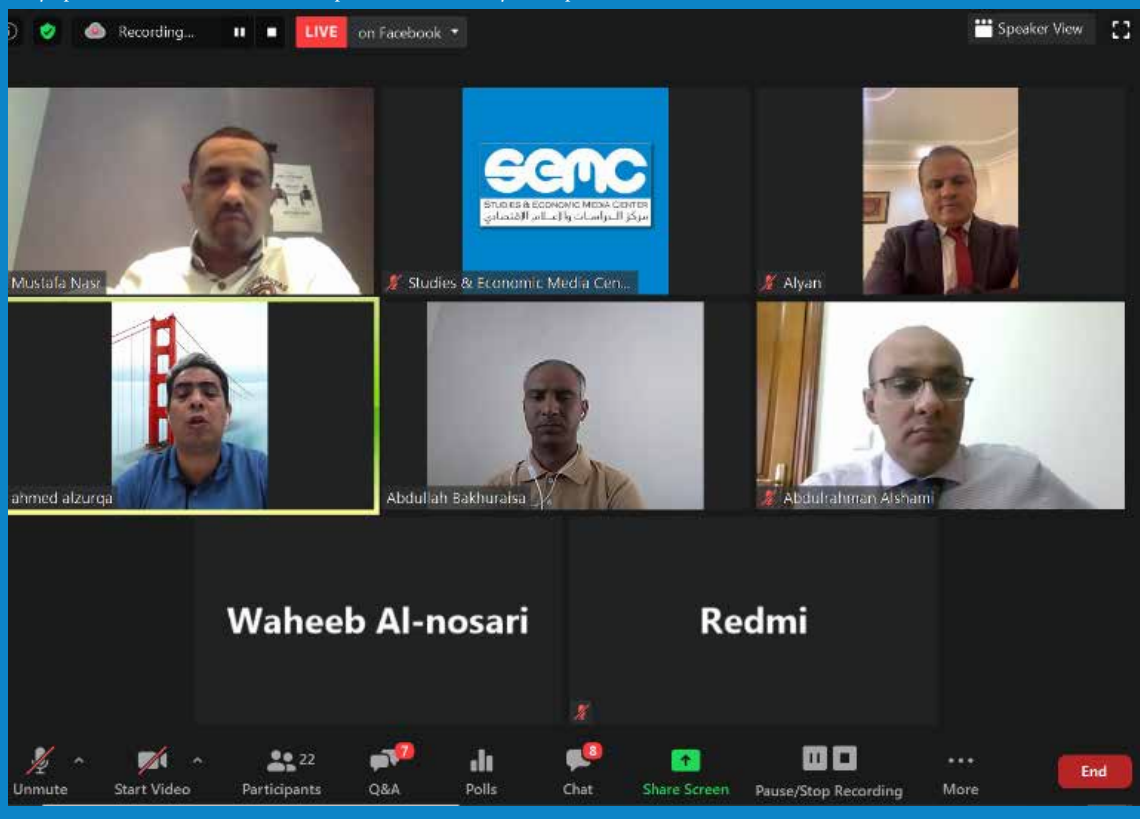 Recording...
LIVE on Facebook
Speaker View
SEMC
STUDIES & ECONOMIC MEDIA CENTER
مركز الدراسات والإعلام الاقتصادي
Mustafa Nasr
Studies & Economic Media Cen...
Alyan
ahmed alzurqa
Abdullah Bakhuraisa
Abdulrahman Alshami
Waheeb Al-nosari
Redmi
Unmute
Start Video
22
Participants
7
Q&A
Polls
8
Chat
Share Screen
Pause/Stop Recording
More
End